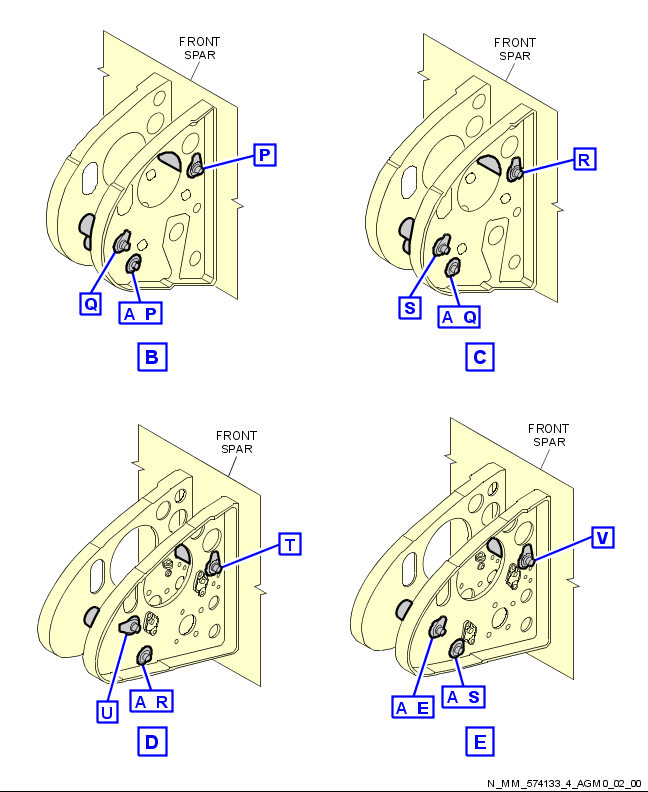 FRONT
SPAR
FRONT
SPAR
P
R
Q
A P
S
A Q
B
C
FRONT
SPAR
FRONT
SPAR
T
V
U
A R
A E
A S
D
E
N_MM_574133_4_AGM0_02_00